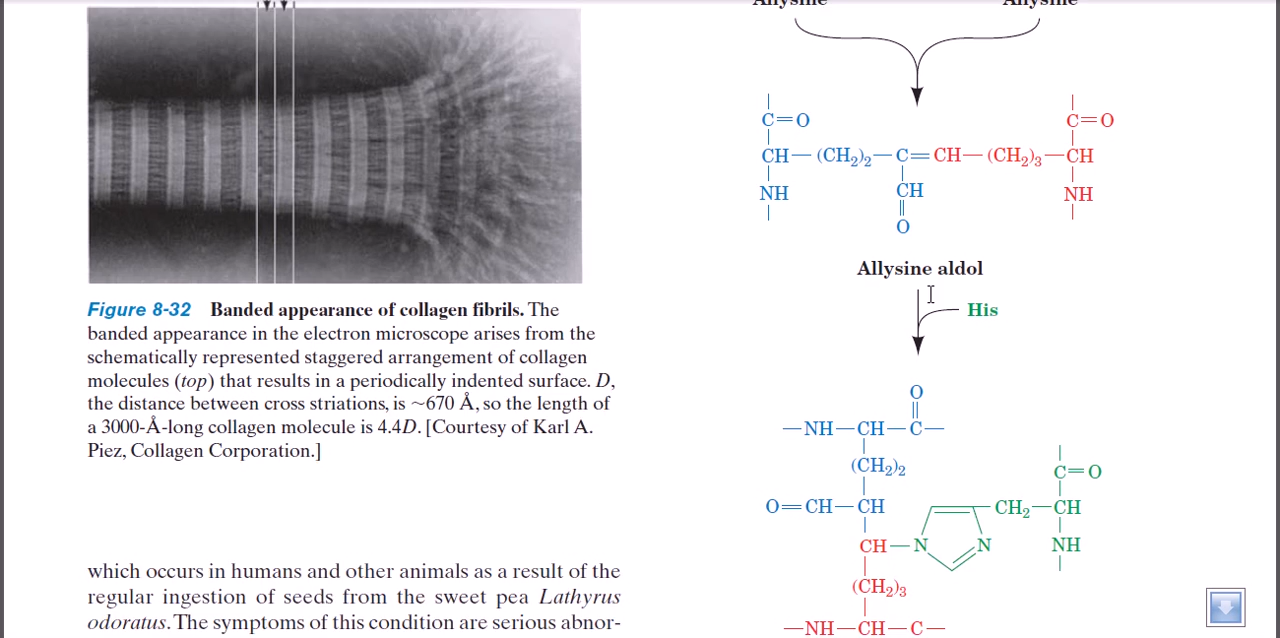 Allysine Allysine
C=O C=O
CH—(CH₂)₂—C=CH—(CH₂)₃—CH
NH CH NH
O
Allysine aldol
His
Figure 8-32 Banded appearance of collagen fibrils. The
banded appearance in the electron microscope arises from the
schematically represented staggered arrangement of collagen
molecules (top) that results in a periodically indented surface. D,
the distance between cross striations, is ~670 Å, so the length of
a 3000-Å-long collagen molecule is 4.4D. [Courtesy of Karl A.
Piez, Collagen Corporation.]
which occurs in humans and other animals as a result of the
regular ingestion of seeds from the sweet pea Lathyrus
odoratus. The symptoms of this condition are serious abnor-
O
—NH—CH—C—
(CH₂)₂
C=O
O=CH—CH CH₂—CH
CH—N N NH
(CH₂)₃
—NH—CH—C—